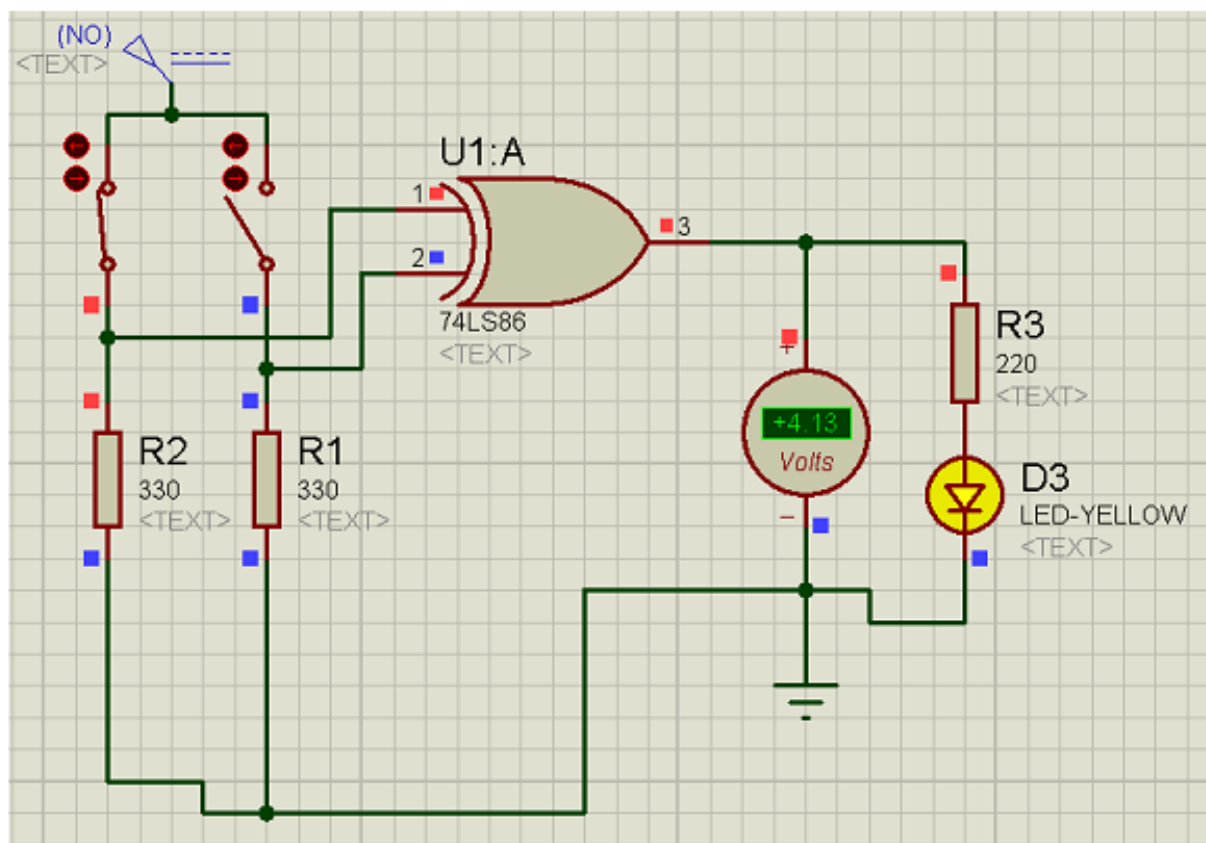 (NO)
<TEXT>
U1:A
1
2
3
74LS86
<TEXT>
R3
220
<TEXT>
+
+4.13
Volts
−
R2
330
<TEXT>
R1
330
<TEXT>
D3
LED-YELLOW
<TEXT>